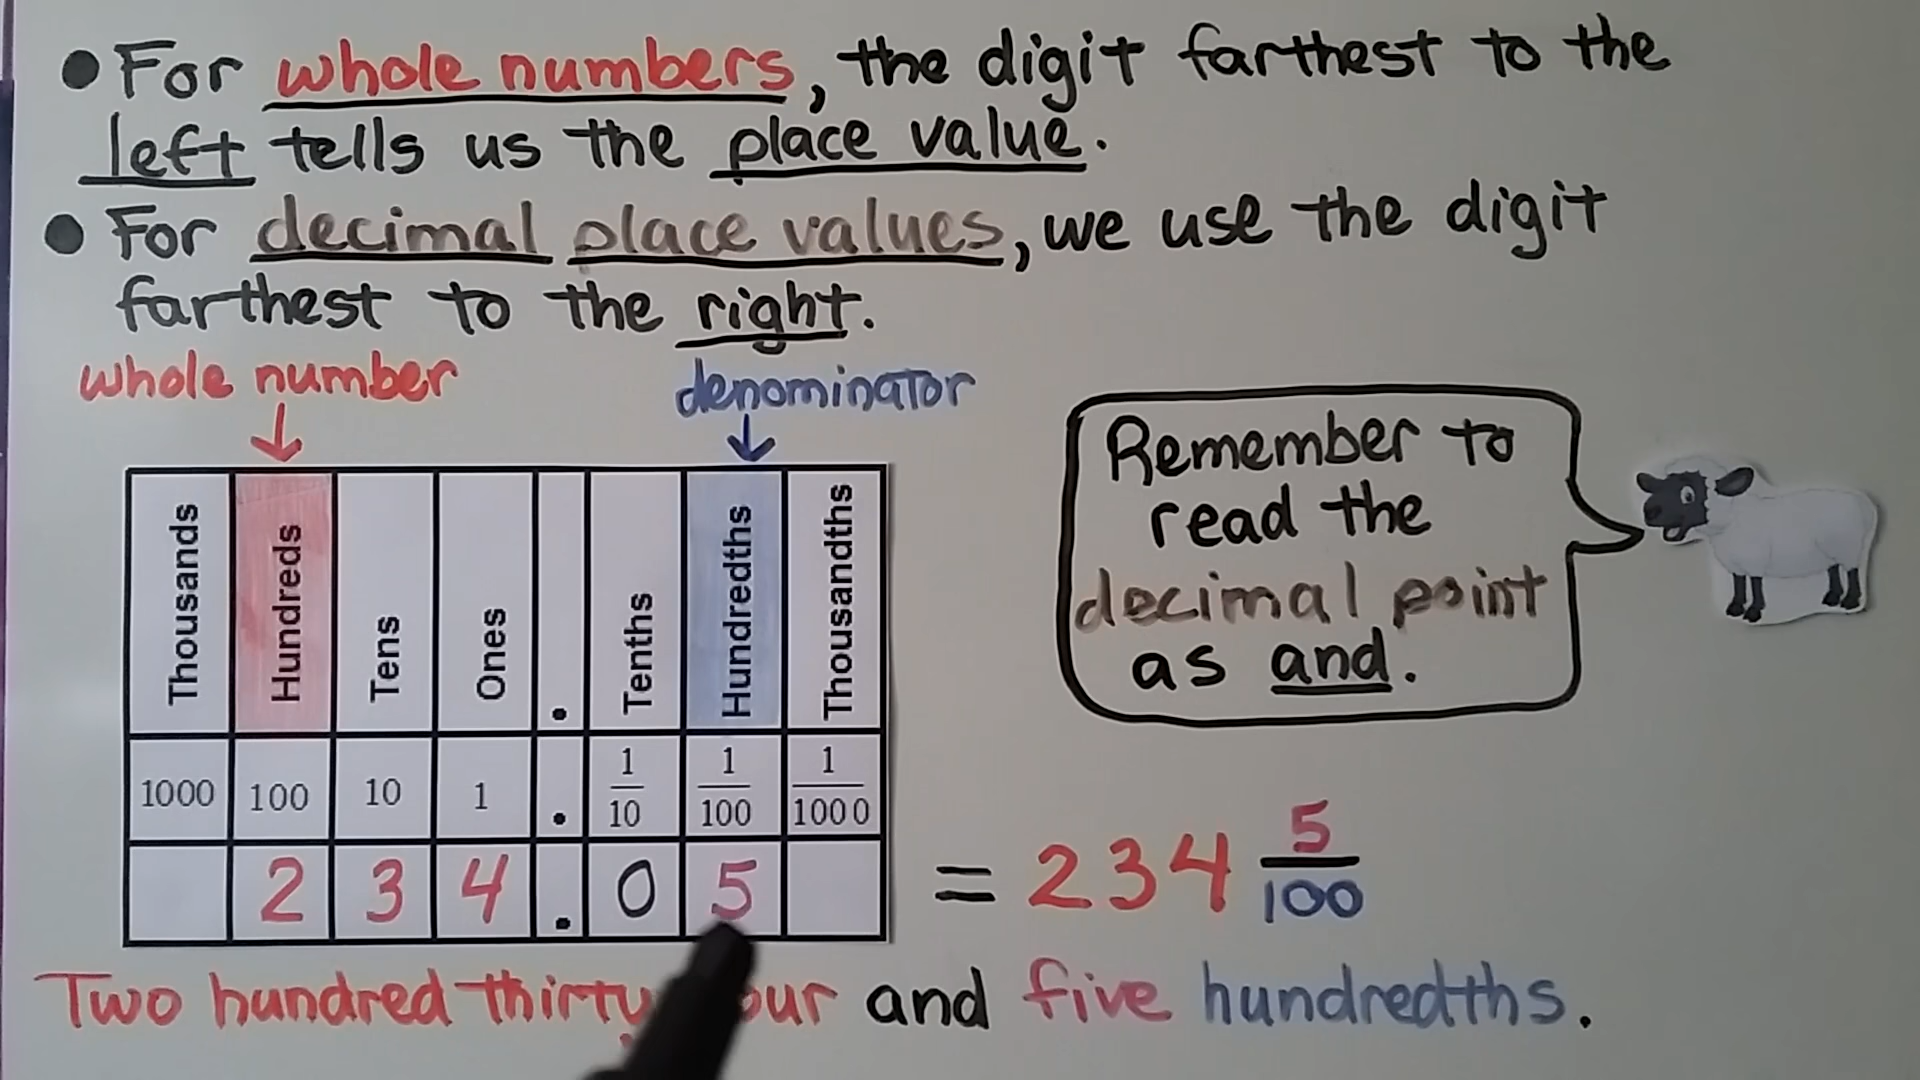 • For whole numbers, the digit farthest to the
left tells us the place value.
• For decimal place values, we use the digit
farthest to the right.
whole number
denominator
Thousands Hundreds Tens Ones . Tenths Hundredths Thousandths
1000 100 10 1 . 1/10 1/100 1/1000
2 3 4 . 0 5
= 234 5/100
Two hundred thirty and five hundredths.
Remember to
read the
decimal point
as and.